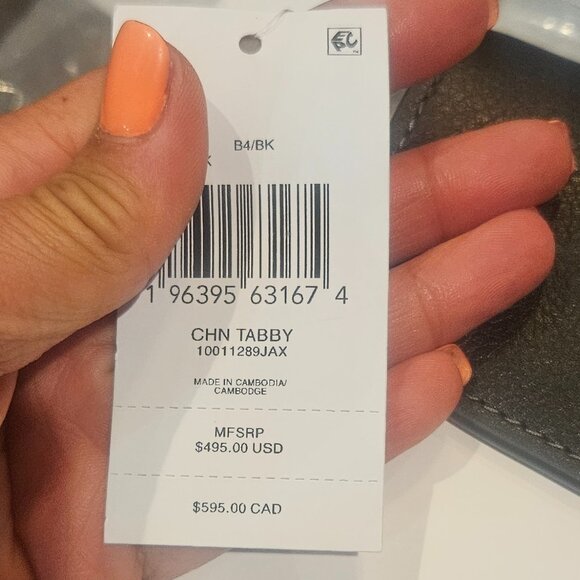 EPC
B4/BK
K
1 96395 63167 4
CHN TABBY
10011289JAX
MADE IN CAMBODIA/
CAMBODGE
MFSRP
$495.00 USD
$595.00 CAD